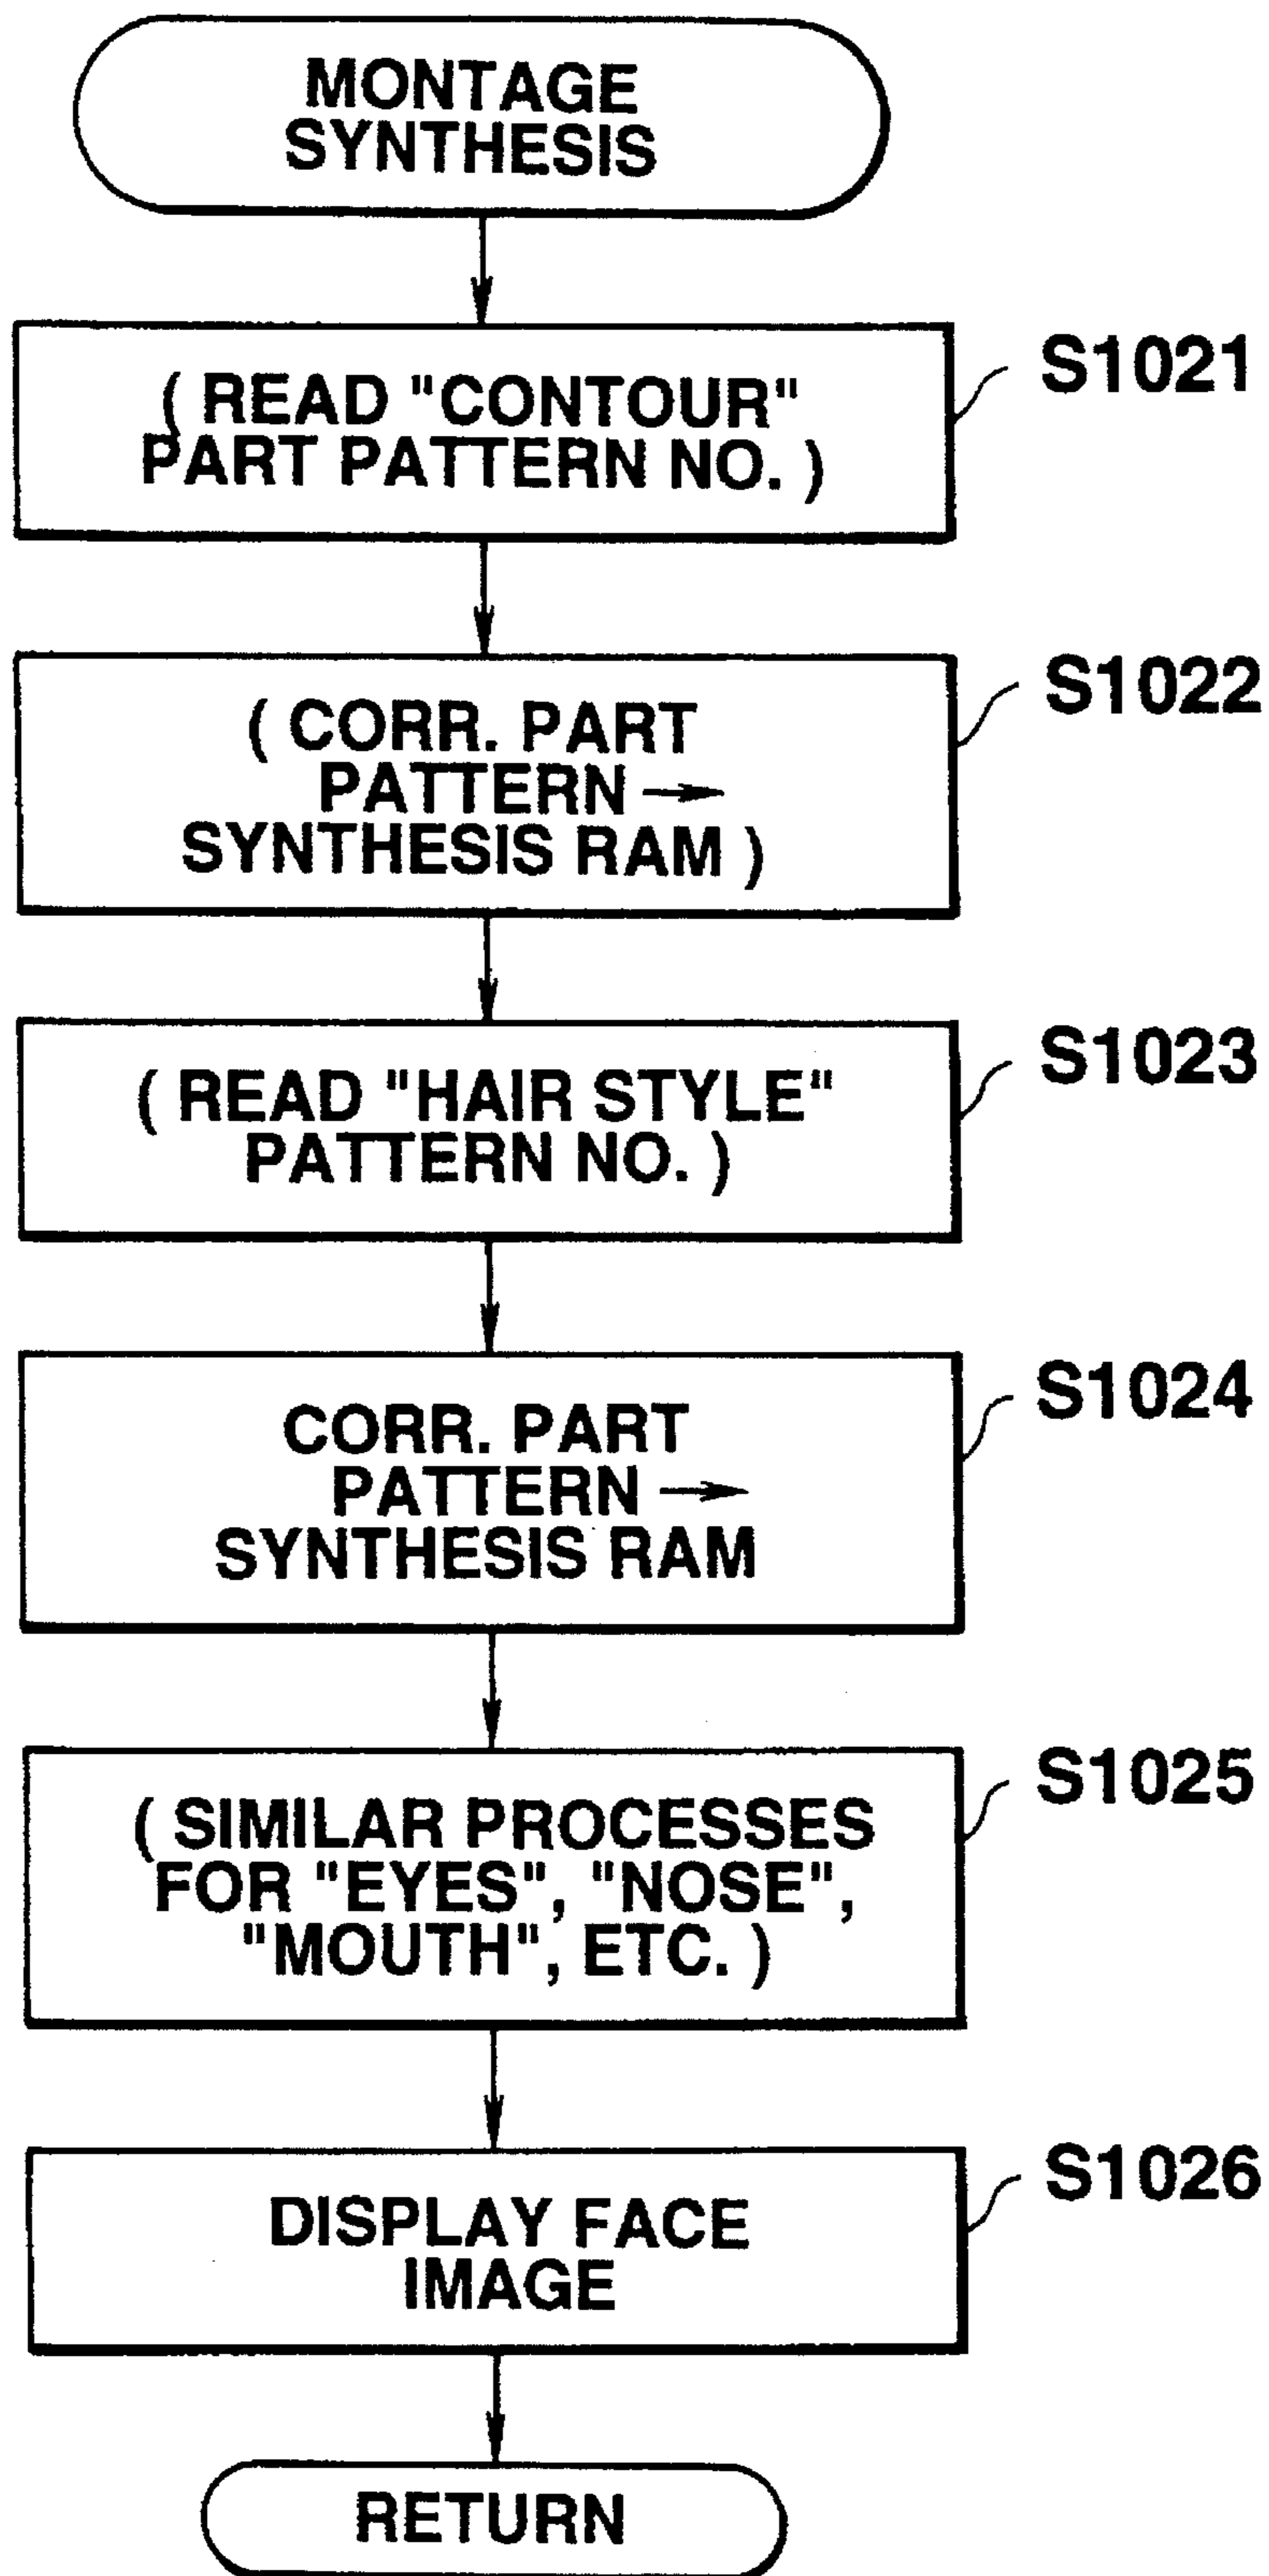 MONTAGE
SYNTHESIS
( READ "CONTOUR"
PART PATTERN NO. )
S1021
( CORR. PART
PATTERN →
SYNTHESIS RAM )
S1022
( READ "HAIR STYLE"
PATTERN NO. )
S1023
CORR. PART
PATTERN →
SYNTHESIS RAM
S1024
( SIMILAR PROCESSES
FOR "EYES", "NOSE",
"MOUTH", ETC. )
S1025
DISPLAY FACE
IMAGE
S1026
RETURN